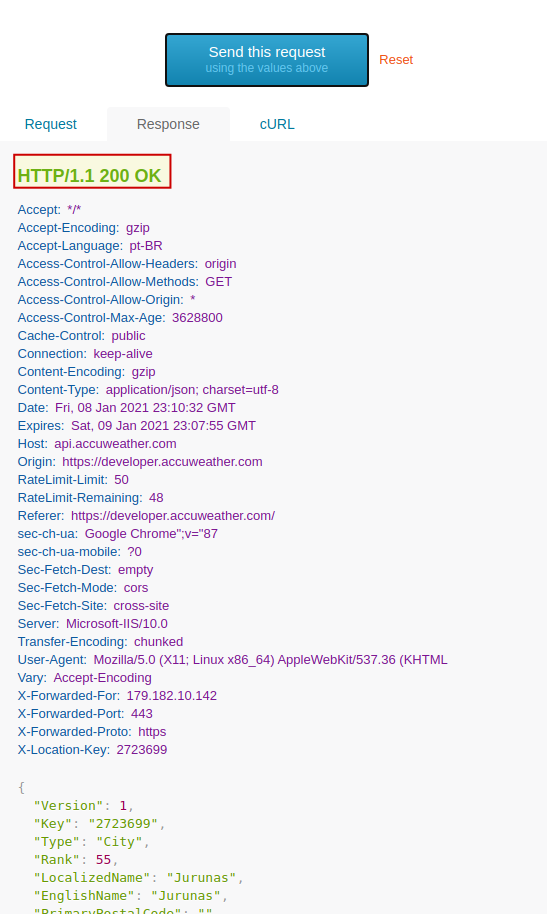 Send this request
using the values above
Reset
Request
Response
cURL
HTTP/1.1 200 OK
Accept: */*
Accept-Encoding: gzip
Accept-Language: pt-BR
Access-Control-Allow-Headers: origin
Access-Control-Allow-Methods: GET
Access-Control-Allow-Origin: *
Access-Control-Max-Age: 3628800
Cache-Control: public
Connection: keep-alive
Content-Encoding: gzip
Content-Type: application/json; charset=utf-8
Date: Fri, 08 Jan 2021 23:10:32 GMT
Expires: Sat, 09 Jan 2021 23:07:55 GMT
Host: api.accuweather.com
Origin: https://developer.accuweather.com
RateLimit-Limit: 50
RateLimit-Remaining: 48
Referer: https://developer.accuweather.com/
sec-ch-ua: Google Chrome";v="87
sec-ch-ua-mobile: ?0
Sec-Fetch-Dest: empty
Sec-Fetch-Mode: cors
Sec-Fetch-Site: cross-site
Server: Microsoft-IIS/10.0
Transfer-Encoding: chunked
User-Agent: Mozilla/5.0 (X11; Linux x86_64) AppleWebKit/537.36 (KHTML
Vary: Accept-Encoding
X-Forwarded-For: 179.182.10.142
X-Forwarded-Port: 443
X-Forwarded-Proto: https
X-Location-Key: 2723699
{
"Version": 1,
"Key": "2723699",
"Type": "City",
"Rank": 55,
"LocalizedName": "Jurunas",
"EnglishName": "Jurunas",
"PrimaryPostalCode": ""